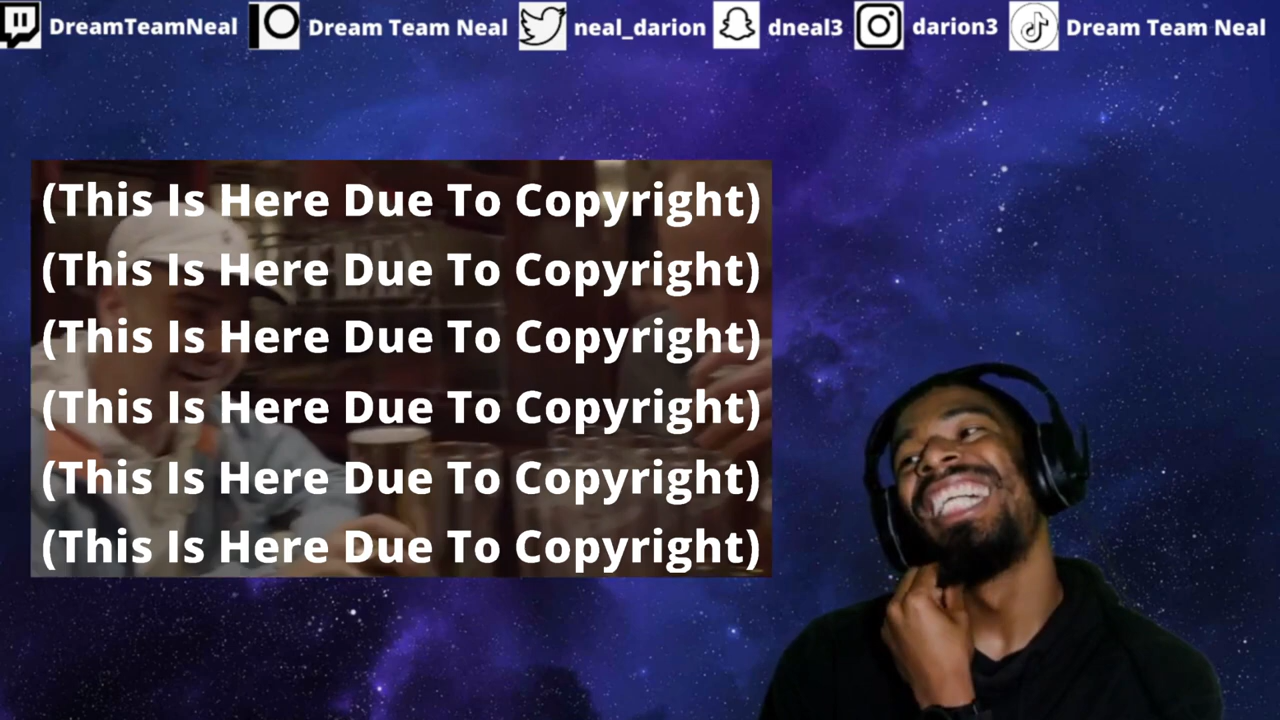 DreamTeamNeal Dream Team Neal neal_darion dneal3 darion3 Dream Team Neal
(This Is Here Due To Copyright)
(This Is Here Due To Copyright)
(This Is Here Due To Copyright)
(This Is Here Due To Copyright)
(This Is Here Due To Copyright)
(This Is Here Due To Copyright)